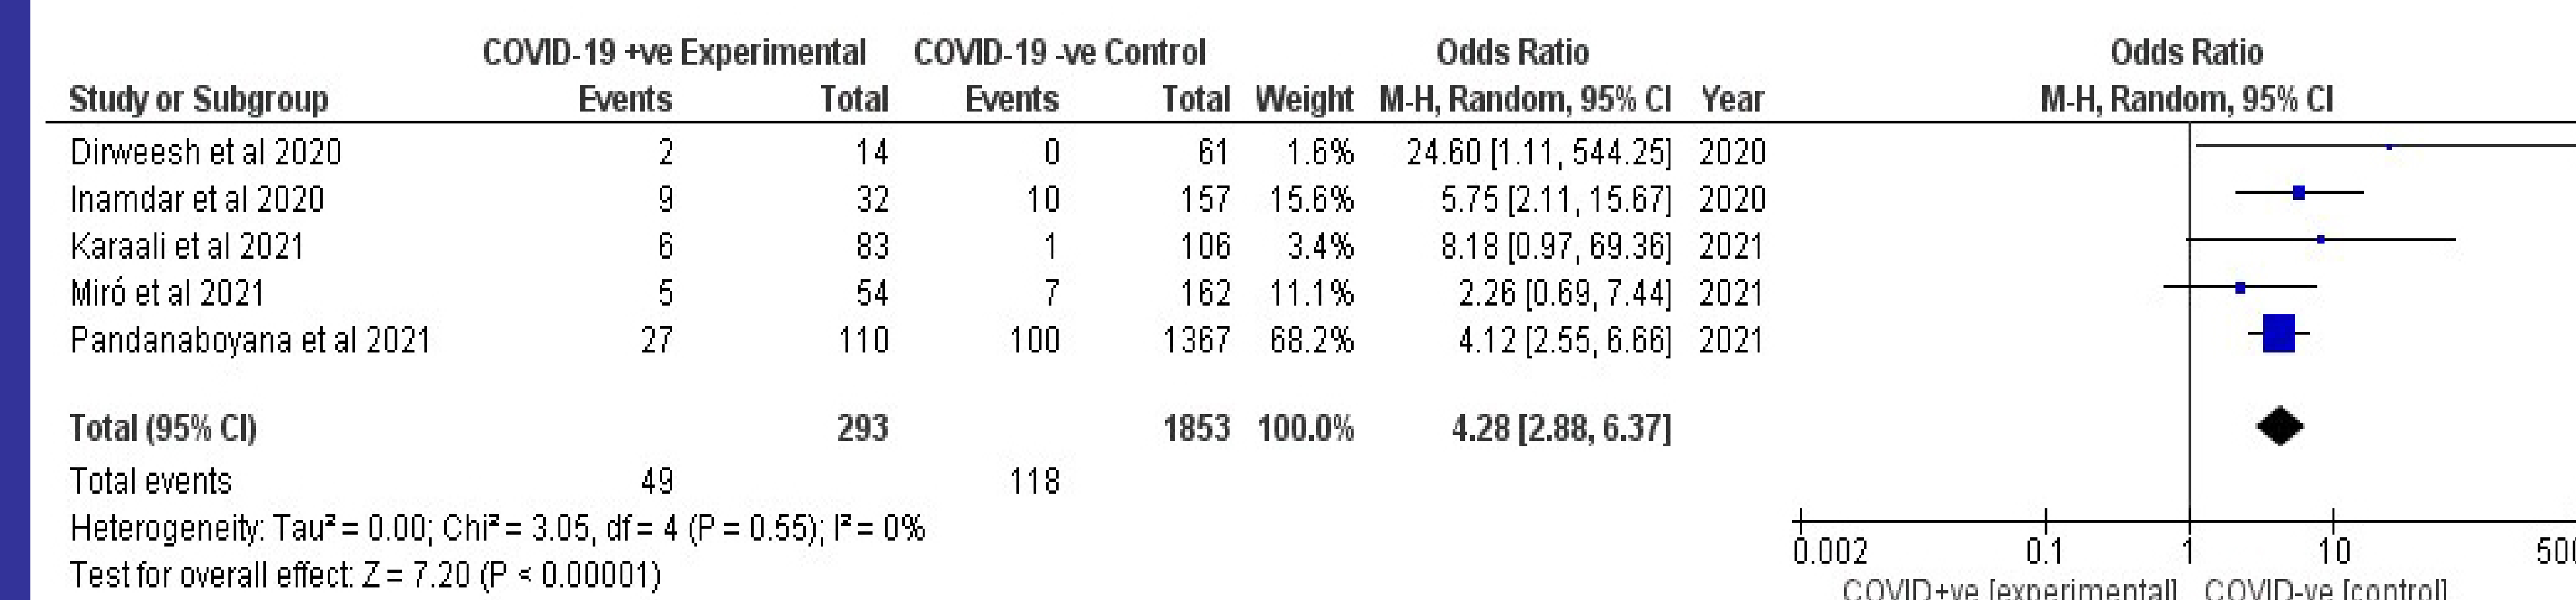 COVID-19 +ve Experimental COVID-19 -ve Control Odds Ratio Odds Ratio
Study or Subgroup Events Total Events Total Weight M-H, Random, 95% CI Year M-H, Random, 95% CI
Dirweesh et al 2020 2 14 0 61 1.6% 24.60 [1.11, 544.25] 2020
Inamdar et al 2020 9 32 10 157 15.6% 5.75 [2.11, 15.67] 2020
Karaali et al 2021 6 83 1 106 3.4% 8.18 [0.97, 69.36] 2021
Miró et al 2021 5 54 7 162 11.1% 2.26 [0.69, 7.44] 2021
Pandanaboyana et al 2021 27 110 100 1367 68.2% 4.12 [2.55, 6.66] 2021
Total (95% CI) 293 1853 100.0% 4.28 [2.88, 6.37]
Total events 49 118
Heterogeneity: Tau² = 0.00; Chi² = 3.05, df = 4 (P = 0.55); I² = 0%
Test for overall effect: Z = 7.20 (P < 0.00001)
0.002 0.1 1 10 500
COVID+ve [experimental] COVID-ve [control]